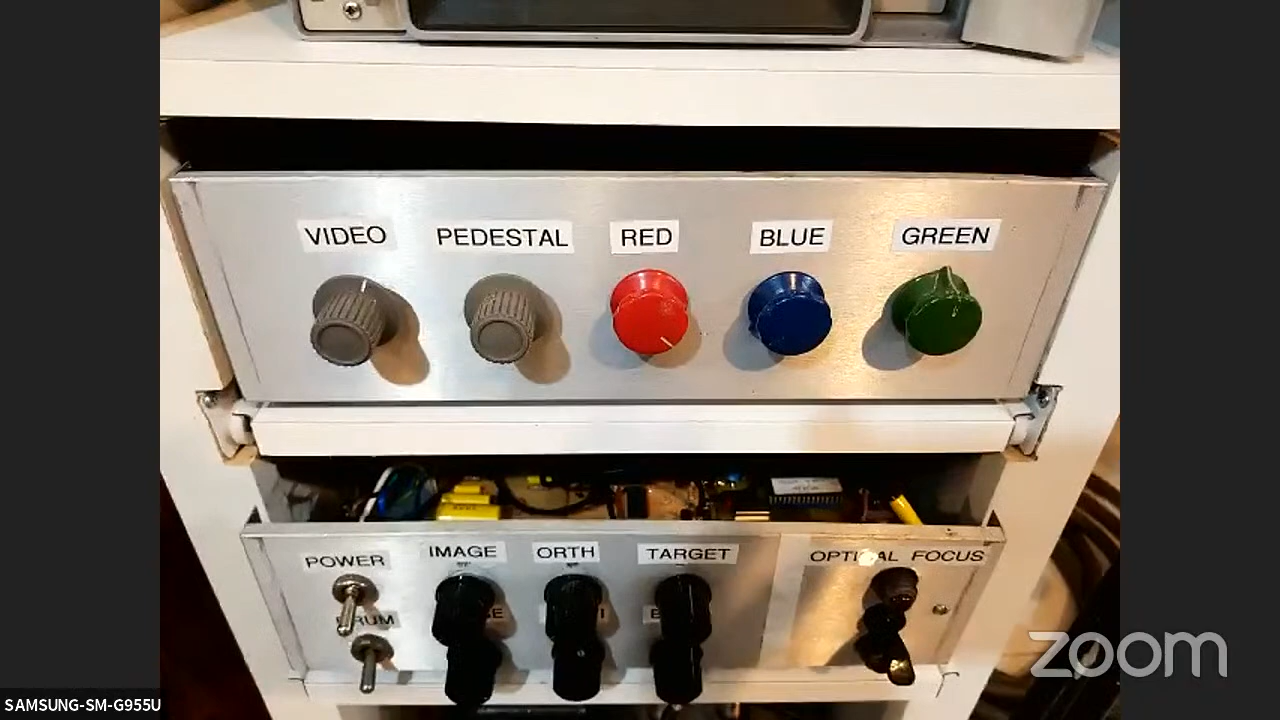 VIDEO PEDESTAL RED BLUE GREEN
POWER IMAGE ORTH TARGET OPTICAL FOCUS
zoom
SAMSUNG-SM-G955U